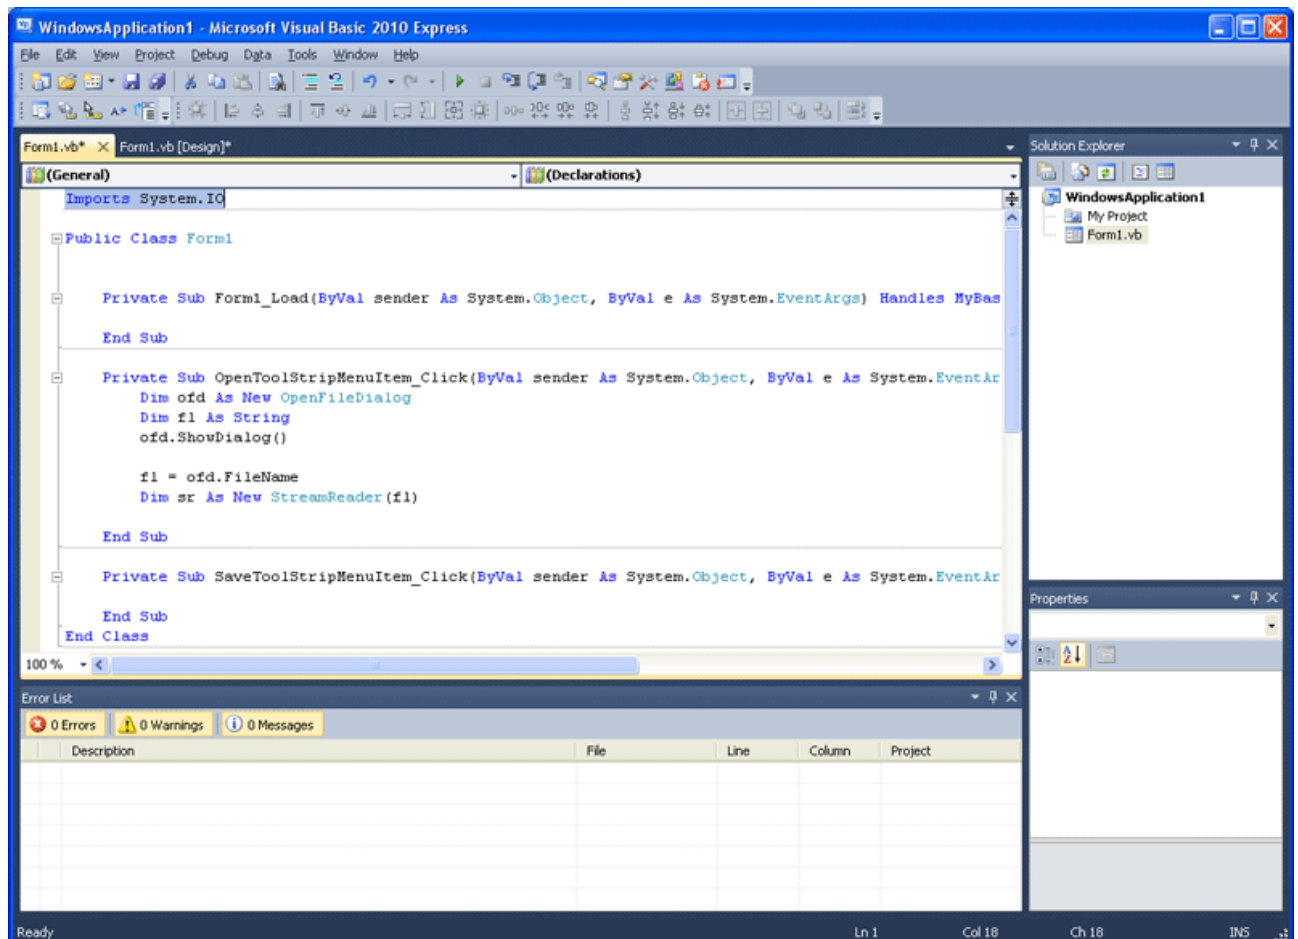 WindowsApplication1 - Microsoft Visual Basic 2010 Express
File Edit View Project Debug Data Tools Window Help
Form1.vb* Form1.vb [Design]*
(General) (Declarations)
Imports System.IO
Public Class Form1
Private Sub Form1_Load(ByVal sender As System.Object, ByVal e As System.EventArgs) Handles MyBas
End Sub
Private Sub OpenToolStripMenuItem_Click(ByVal sender As System.Object, ByVal e As System.EventAr
Dim ofd As New OpenFileDialog
Dim fl As String
ofd.ShowDialog()
fl = ofd.FileName
Dim sr As New StreamReader(fl)
End Sub
Private Sub SaveToolStripMenuItem_Click(ByVal sender As System.Object, ByVal e As System.EventAr
End Sub
End Class
100 %
Solution Explorer
WindowsApplication1
My Project
Form1.vb
Properties
Error List
0 Errors 0 Warnings 0 Messages
Description File Line Column Project
Ready Ln 1 Col 18 Ch 18 INS